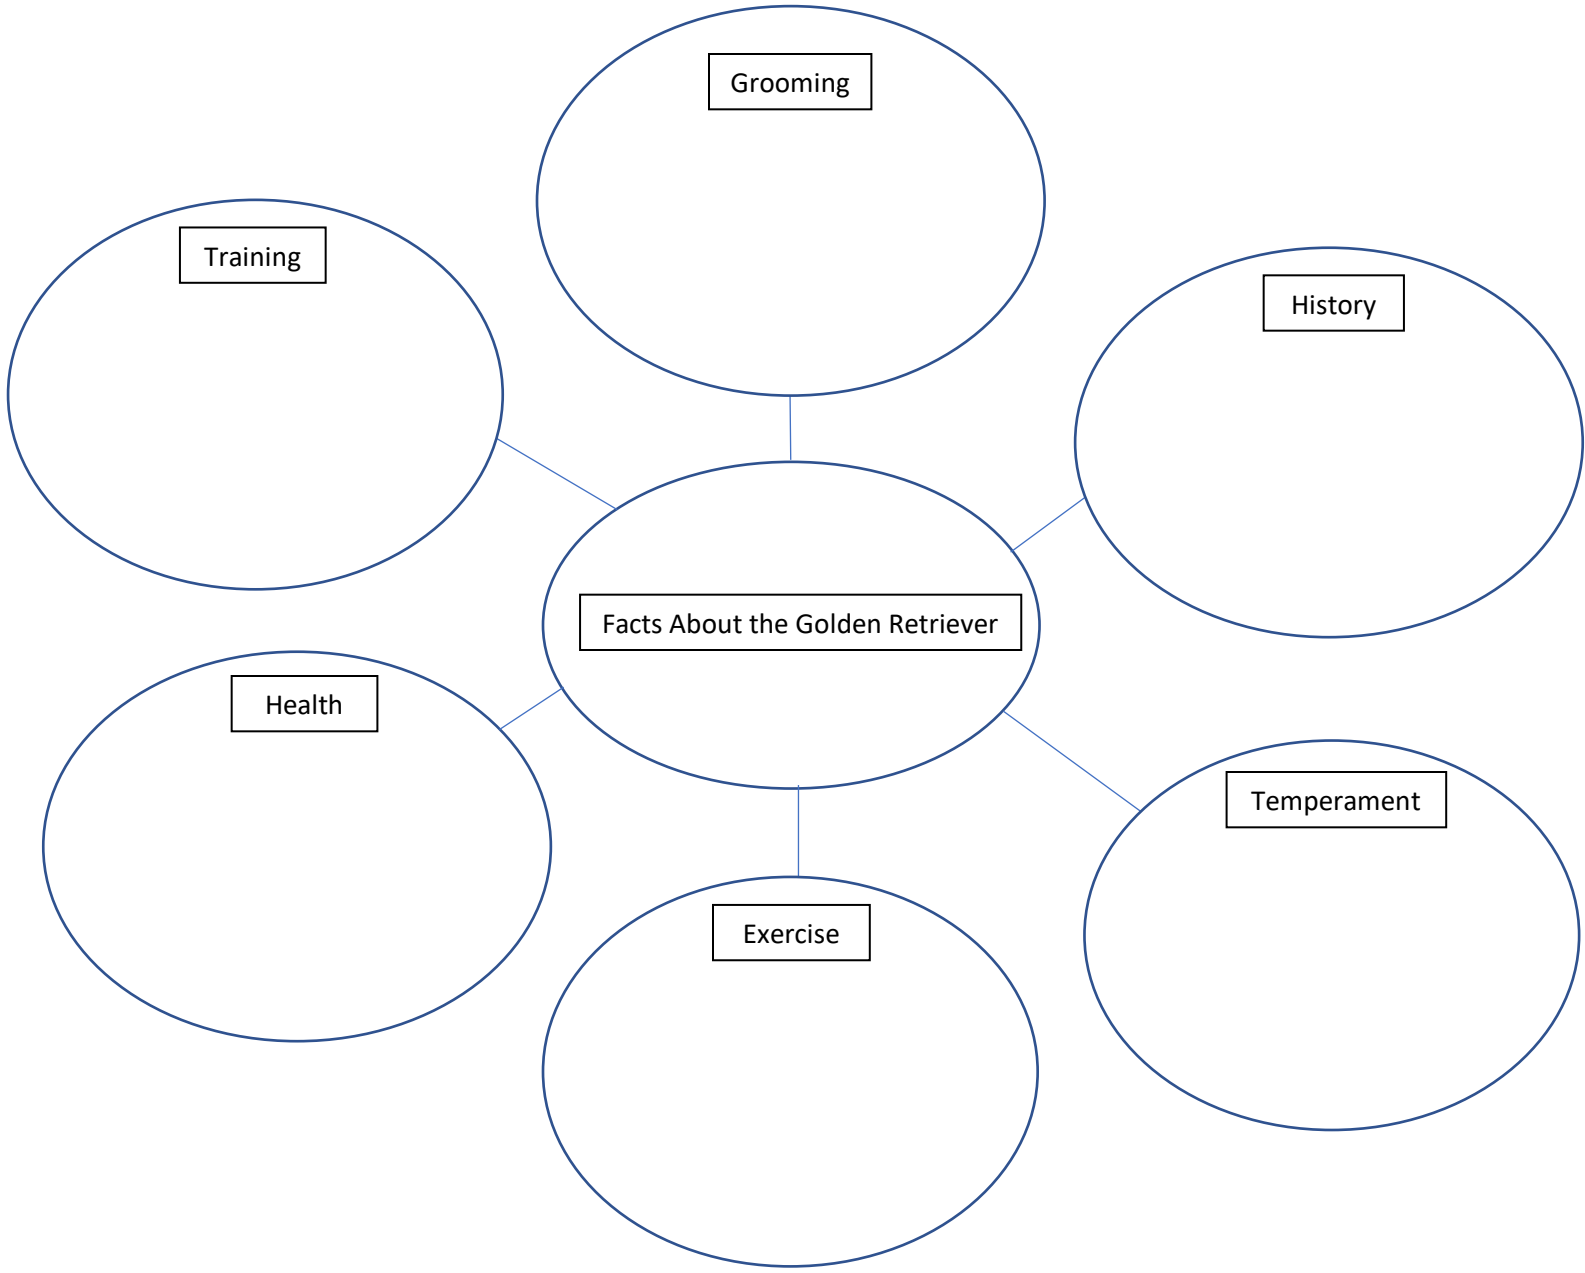 Grooming
Training
History
Facts About the Golden Retriever
Health
Temperament
Exercise